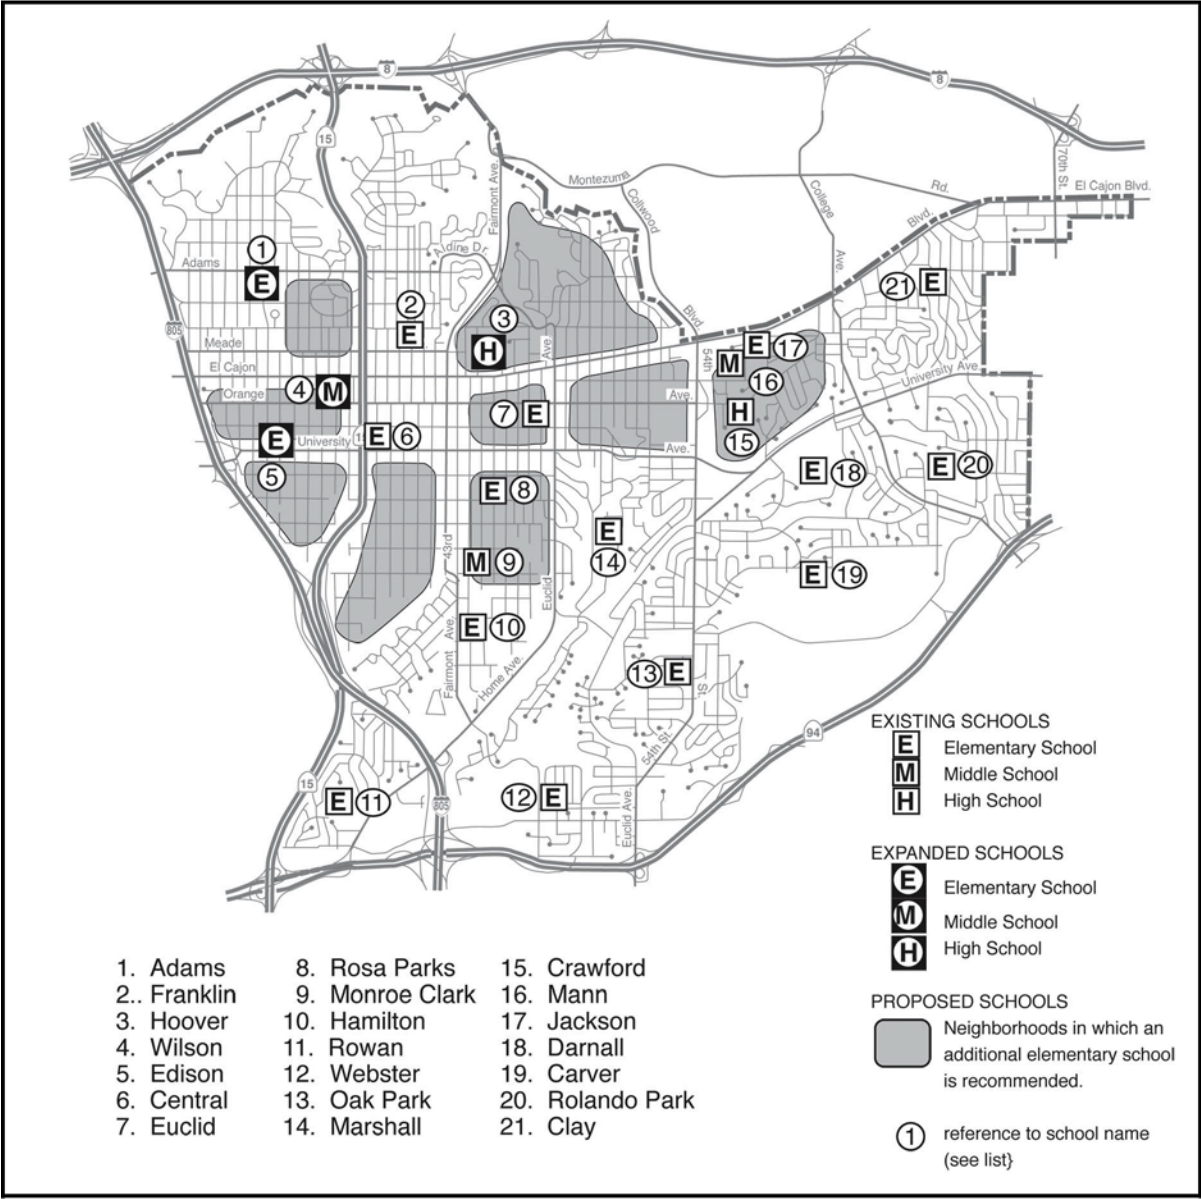 8
8
15
70th St.
El Cajon Blvd.
Montezuma
Rd.
Fairmont Ave.
Collwood
Blvd.
College
Ave.
Blvd.
Aldine Dr.
1
Adams
E
2
E
21 E
805
Meade
3
H
Ave.
El Cajon
54th
E 17
M
16
University Ave.
Orange
4 M
Ave.
7 E
H
15
E
University
15
E 6
Ave.
5
E 18
E 20
E 8
E
14
43rd
M 9
E 19
Euclid
E 10
Fairmont Ave.
Home Ave.
13 E
St.
54th St.
94
15
E 11
805
12 E
Euclid Ave.
EXISTING SCHOOLS
E Elementary School
M Middle School
H High School
EXPANDED SCHOOLS
E Elementary School
M Middle School
H High School
PROPOSED SCHOOLS
Neighborhoods in which an
additional elementary school
is recommended.
1 reference to school name
(see list}
1. Adams
2.. Franklin
3. Hoover
4. Wilson
5. Edison
6. Central
7. Euclid
8. Rosa Parks
9. Monroe Clark
10. Hamilton
11. Rowan
12. Webster
13. Oak Park
14. Marshall
15. Crawford
16. Mann
17. Jackson
18. Darnall
19. Carver
20. Rolando Park
21. Clay